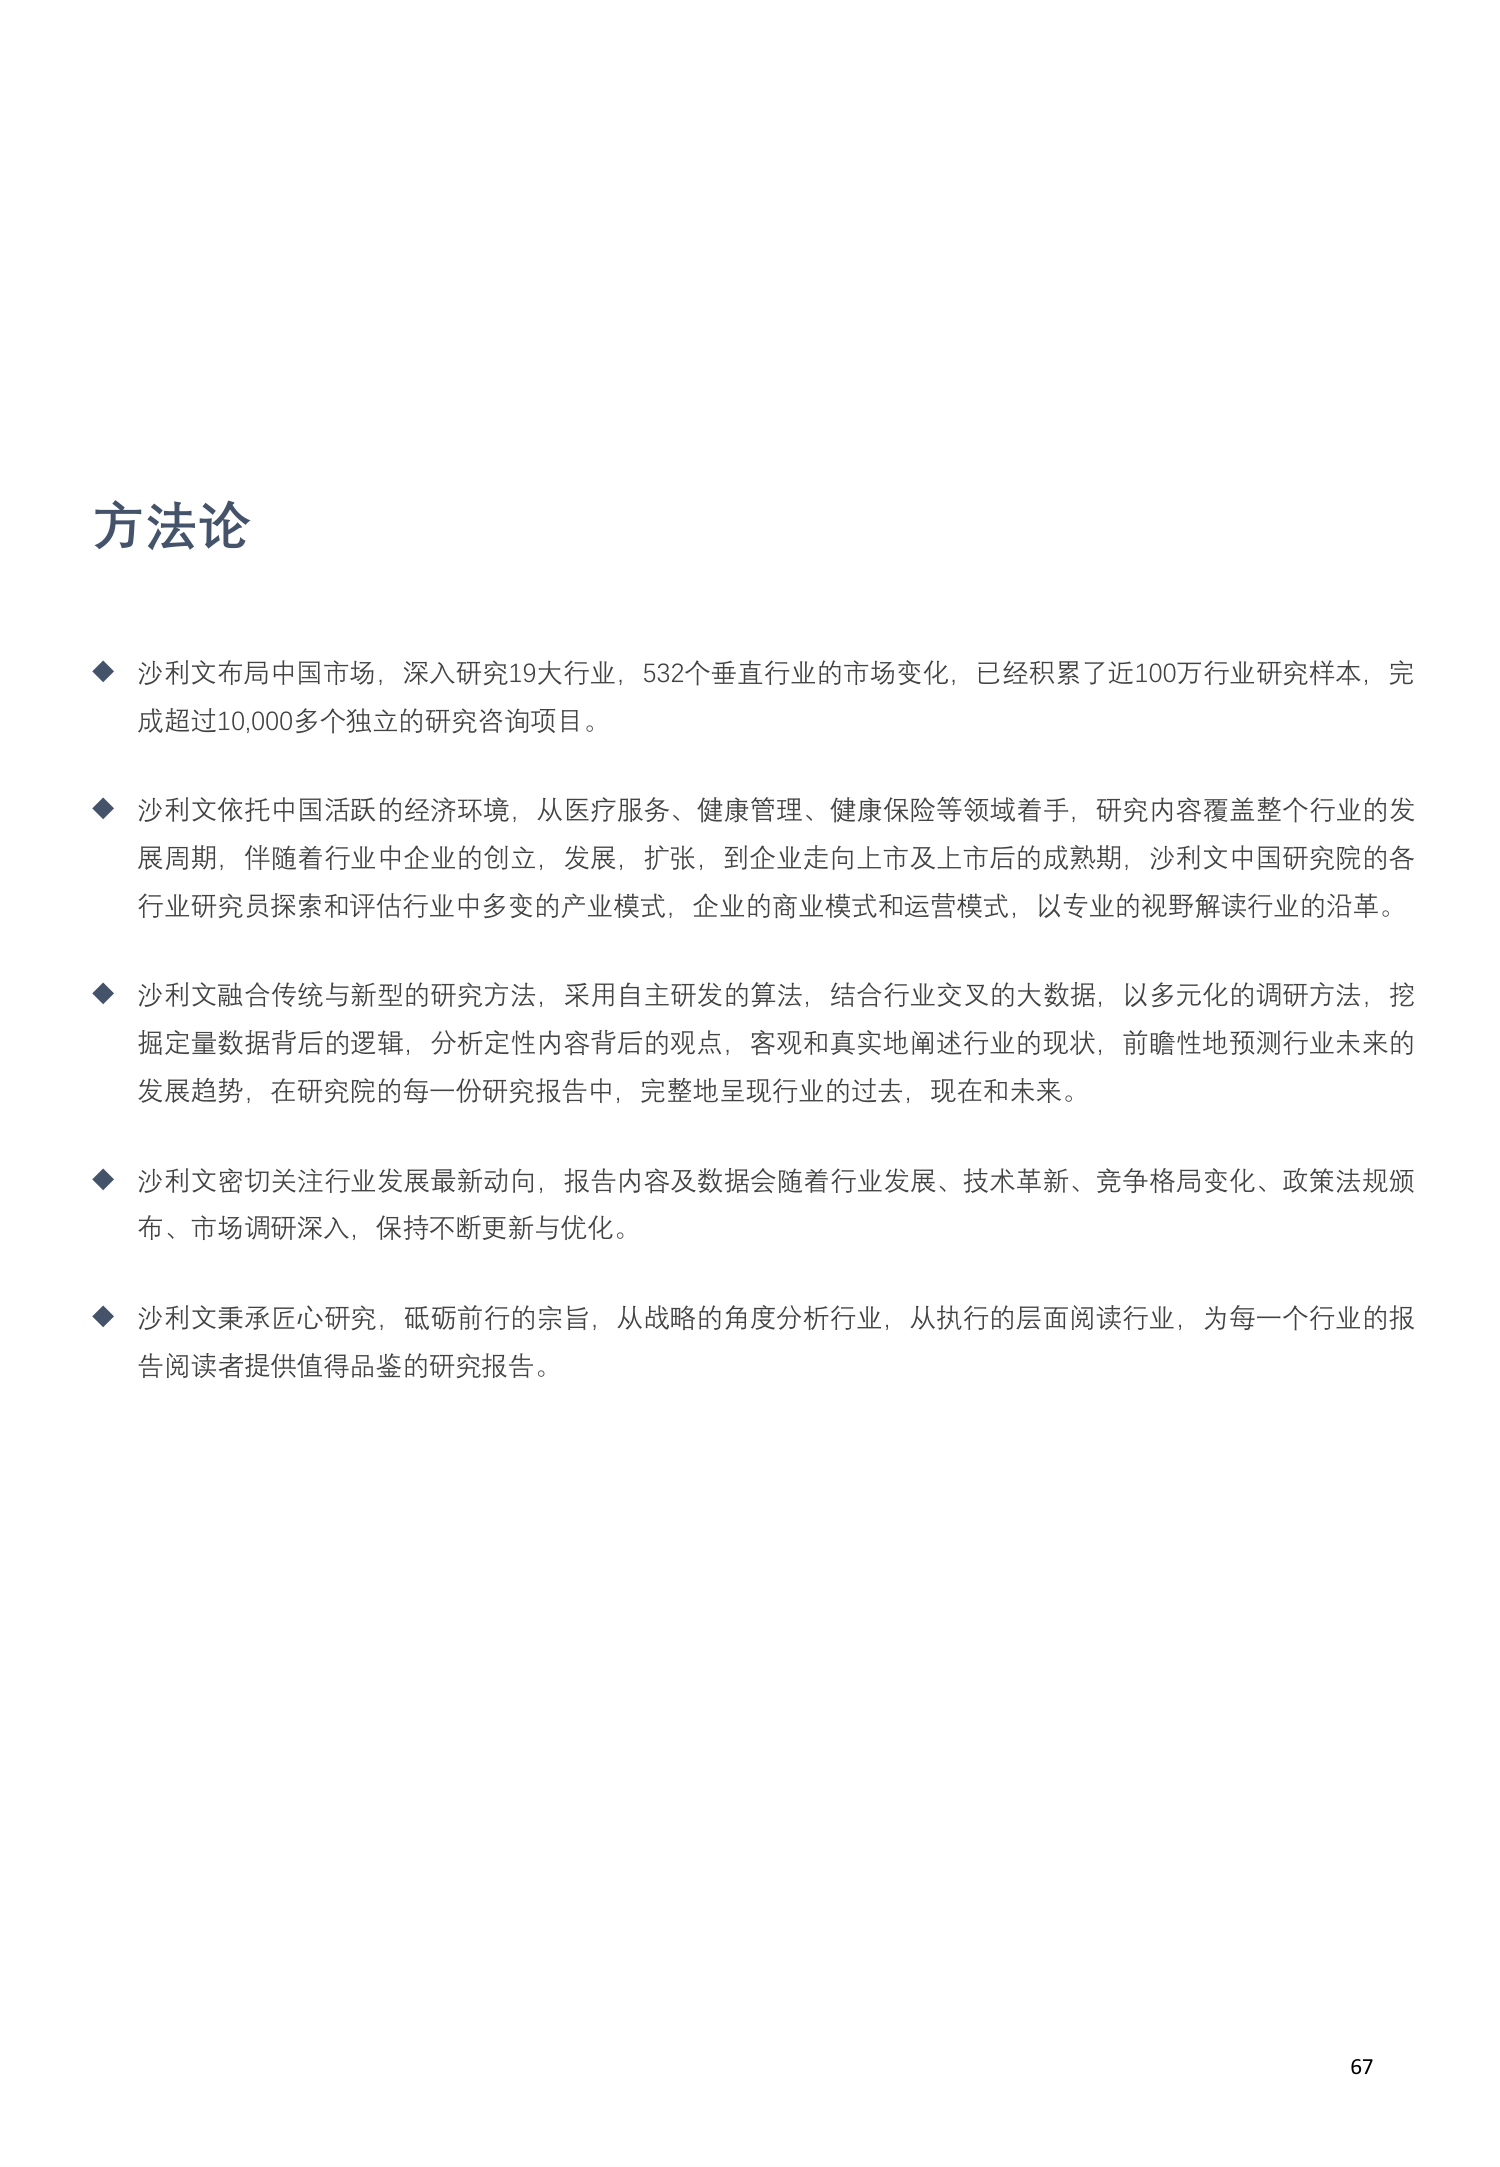 方法论
◆ 沙利文布局中国市场，深入研究19大行业，532个垂直行业的市场变化，已经积累了近100万行业研究样本，完
成超过10,000多个独立的研究咨询项目。
◆ 沙利文依托中国活跃的经济环境，从医疗服务、健康管理、健康保险等领域着手，研究内容覆盖整个行业的发
展周期，伴随着行业中企业的创立，发展，扩张，到企业走向上市及上市后的成熟期，沙利文中国研究院的各
行业研究员探索和评估行业中多变的产业模式，企业的商业模式和运营模式，以专业的视野解读行业的沿革。
◆ 沙利文融合传统与新型的研究方法，采用自主研发的算法，结合行业交叉的大数据，以多元化的调研方法，挖
掘定量数据背后的逻辑，分析定性内容背后的观点，客观和真实地阐述行业的现状，前瞻性地预测行业未来的
发展趋势，在研究院的每一份研究报告中，完整地呈现行业的过去，现在和未来。
◆ 沙利文密切关注行业发展最新动向，报告内容及数据会随着行业发展、技术革新、竞争格局变化、政策法规颁
布、市场调研深入，保持不断更新与优化。
◆ 沙利文秉承匠心研究，砥砺前行的宗旨，从战略的角度分析行业，从执行的层面阅读行业，为每一个行业的报
告阅读者提供值得品鉴的研究报告。
67